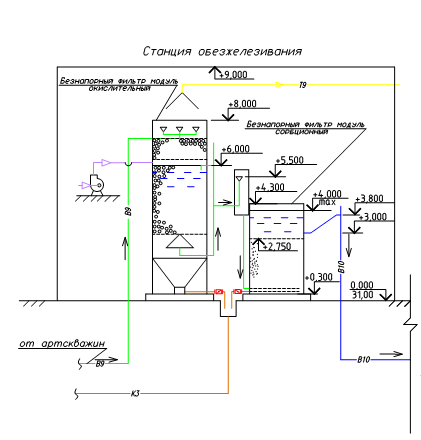 Станция обезжелезивания
+9,000
Безнапорный фильтр модуль
окислительный
Т9
+8,000
Безнапорный фильтр модуль
сорбционный
+6,000
+5,500
+4,300
+4,000
max
+3.800
+3,000
В9
+2,750
В10
+0,300
0,000
31,00
от артскважин
В9
В10
К3